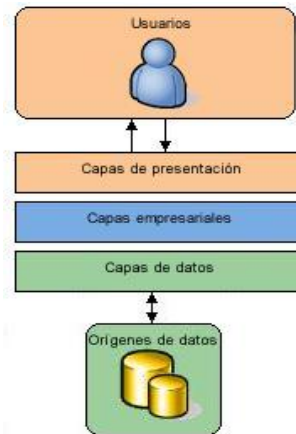 Usuarios
Capas de presentación
Capas empresariales
Capas de datos
Orígenes de datos